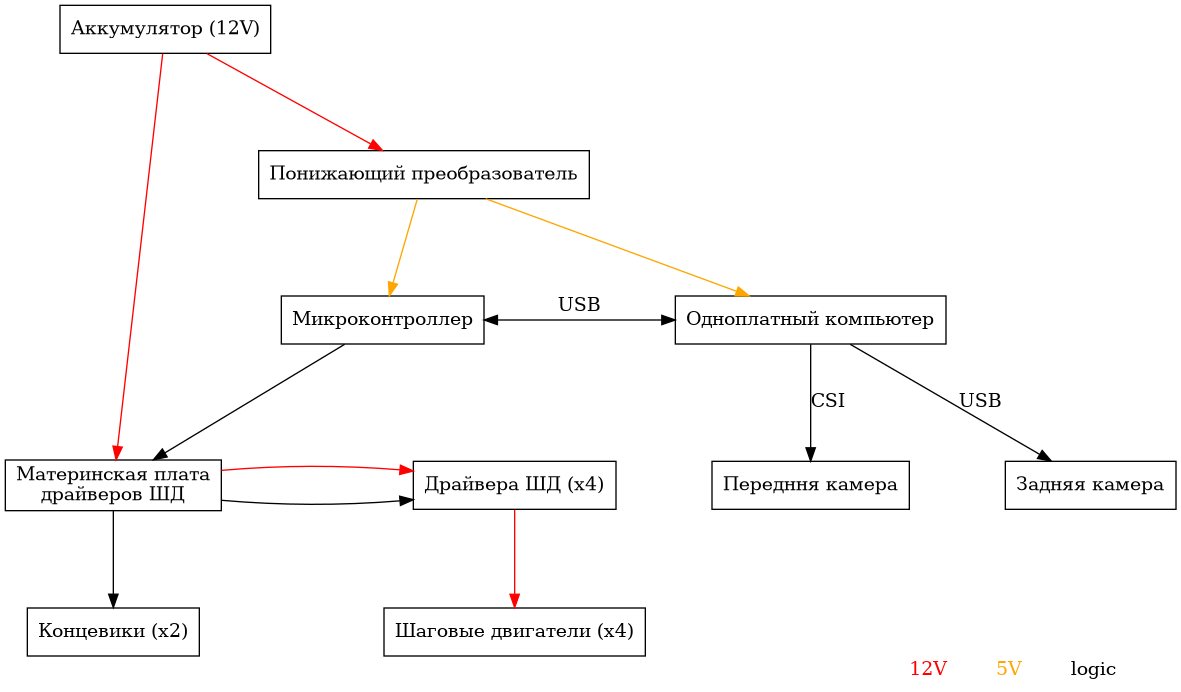 Аккумулятор (12V)
Понижающий преобразователь
USB
Микроконтроллер
Одноплатный компьютер
CSI
USB
Материнская плата
драйверов ШД
Драйвера ШД (x4)
Передння камера
Задняя камера
Концевики (x2)
Шаговые двигатели (x4)
12V
5V
logic